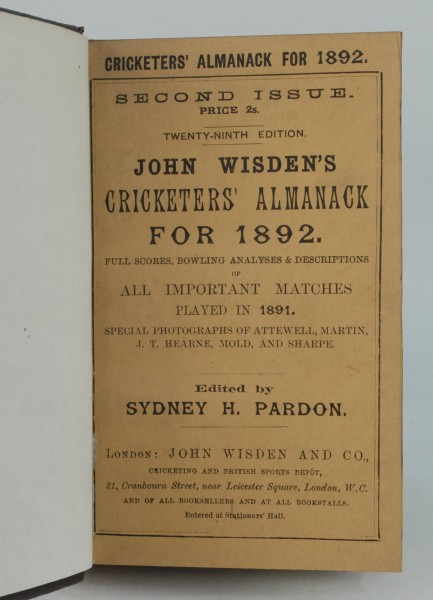 CRICKETERS' ALMANACK FOR 1892.
SECOND ISSUE.
PRICE 2s.
TWENTY-NINTH EDITION.
JOHN WISDEN'S
CRICKETERS' ALMANACK
FOR 1892.
FULL SCORES, BOWLING ANALYSES & DESCRIPTIONS
OF
ALL IMPORTANT MATCHES
PLAYED IN 1891.
SPECIAL PHOTOGRAPHS OF ATTEWELL, MARTIN,
J. T. HEARNE, MOLD, AND SHARPE.
Edited by
SYDNEY H. PARDON.
LONDON: JOHN WISDEN AND CO.,
CRICKETING AND BRITISH SPORTS DEPÔT,
21, Cranbourn Street, near Leicester Square, London, W.C.
AND OF ALL BOOKSELLERS AND AT ALL BOOKSTALLS.
Entered at Stationers' Hall.